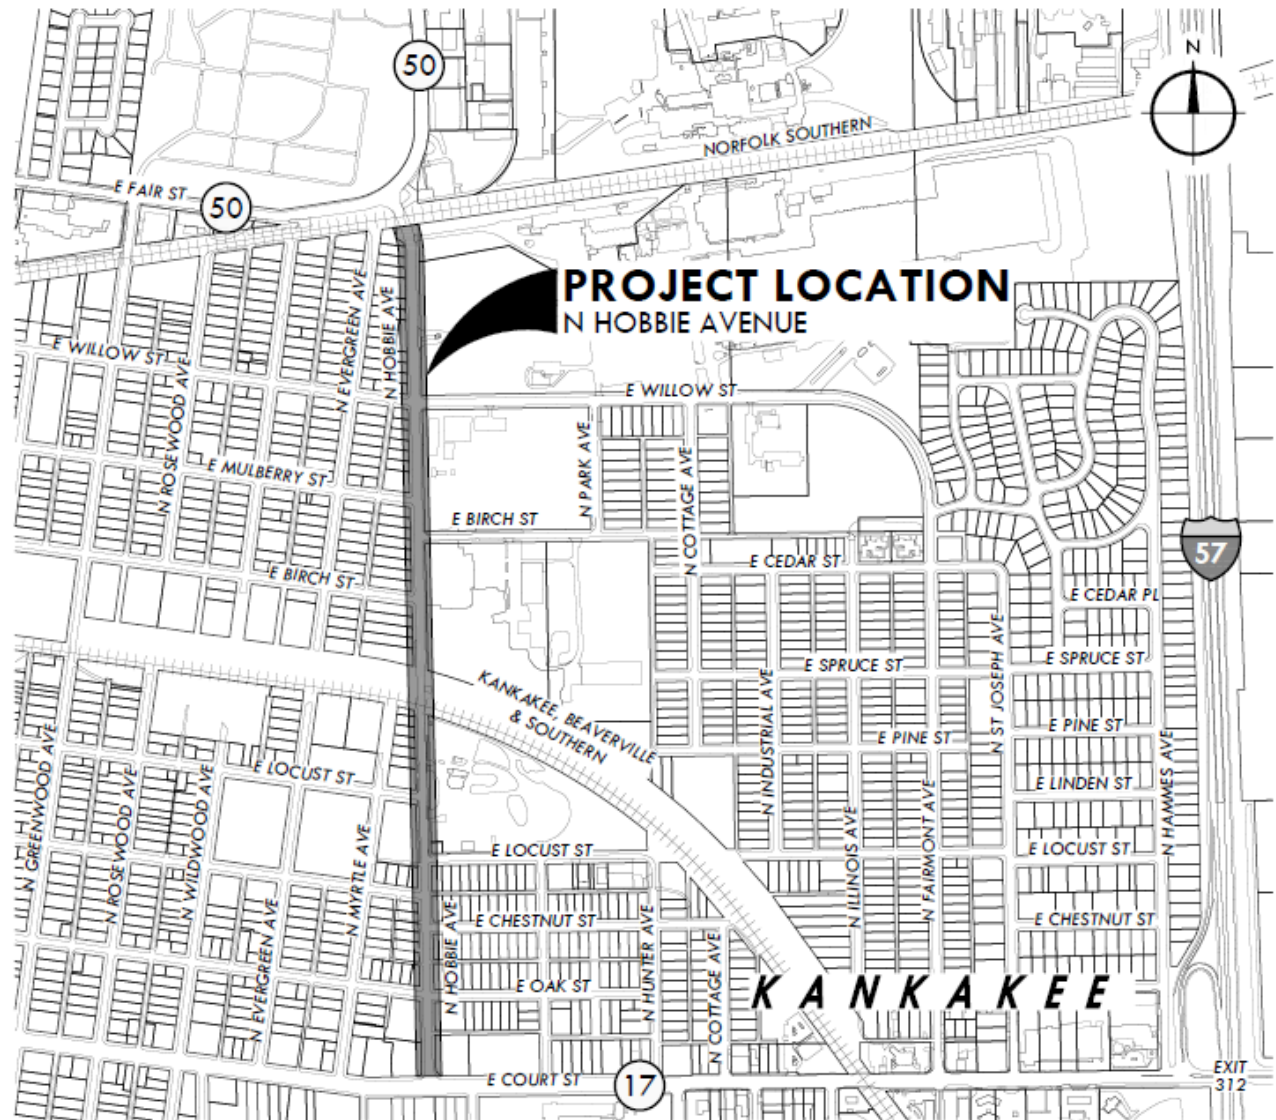 50
N
NORFOLK SOUTHERN
E FAIR ST
50
PROJECT LOCATION
N HOBBIE AVENUE
N EVERGREEN AVE
N HOBBIE AVE
E WILLOW ST
N ROSEWOOD AVE
E WILLOW ST
N PARK AVE
N COTTAGE AVE
E MULBERRY ST
E BIRCH ST
57
E CEDAR ST
E BIRCH ST
E CEDAR PL
N ST JOSEPH AVE
E SPRUCE ST
E SPRUCE ST
KANKAKEE, BEAVERVILLE
& SOUTHERN
N INDUSTRIAL AVE
E PINE ST
E PINE ST
N GREENWOOD AVE
N ROSEWOOD AVE
N WILDWOOD AVE
E LOCUST ST
E LINDEN ST
N HAMMES AVE
N MYRTLE AVE
N ILLINOIS AVE
N FAIRMONT AVE
E LOCUST ST
E LOCUST ST
N EVERGREEN AVE
N HOBBIE AVE
E CHESTNUT ST
E CHESTNUT ST
N HUNTER AVE
N COTTAGE AVE
E OAK ST
KANKAKEE
E COURT ST
17
EXIT
312